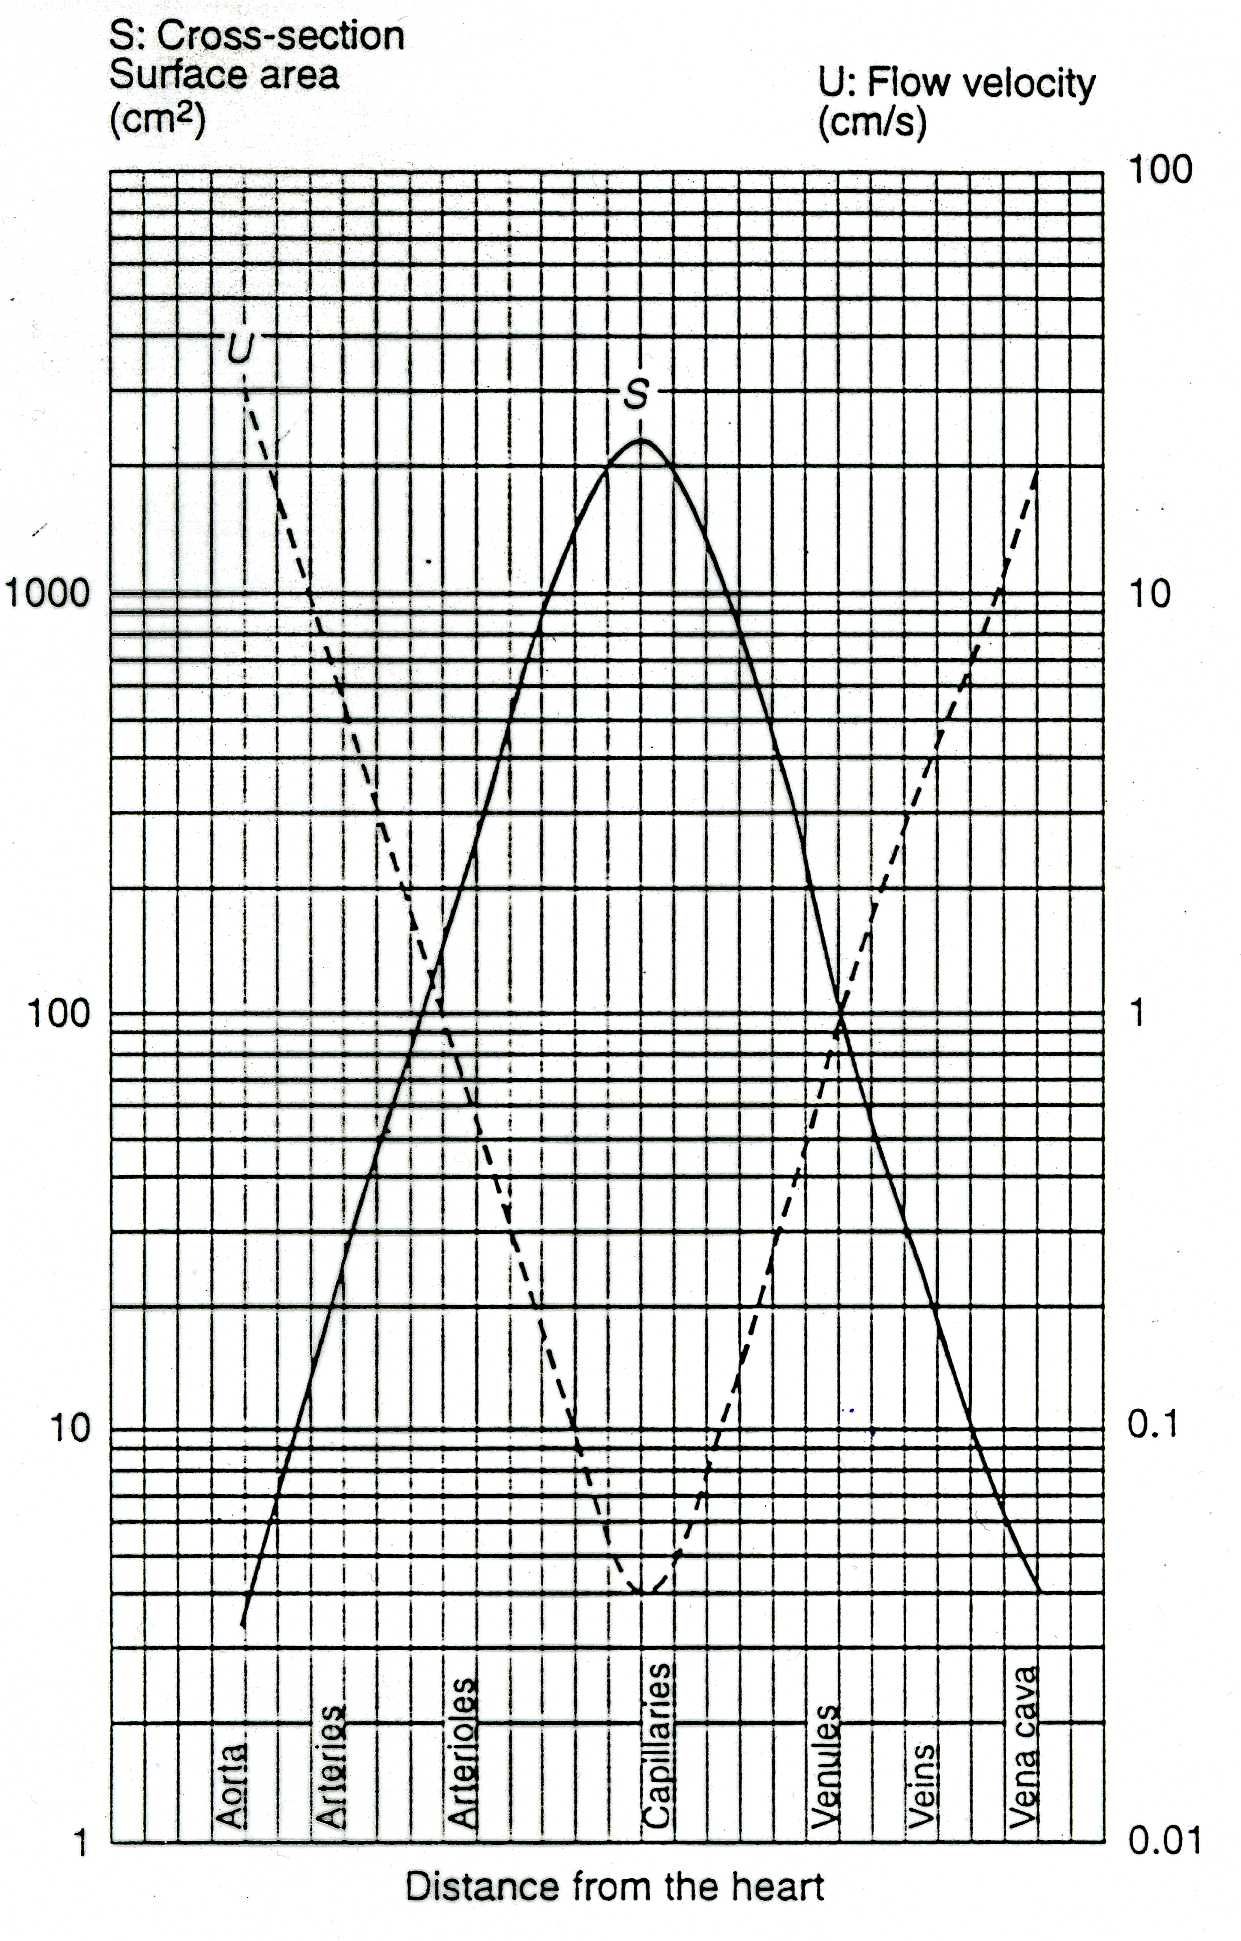 S: Cross-section
Surface area
(cm²)
U: Flow velocity
(cm/s)
100
U
S
1000
10
100
1
10
0.1
Aorta
Arteries
Arterioles
Capillaries
Venules
Veins
Vena cava
1
0.01
Distance from the heart